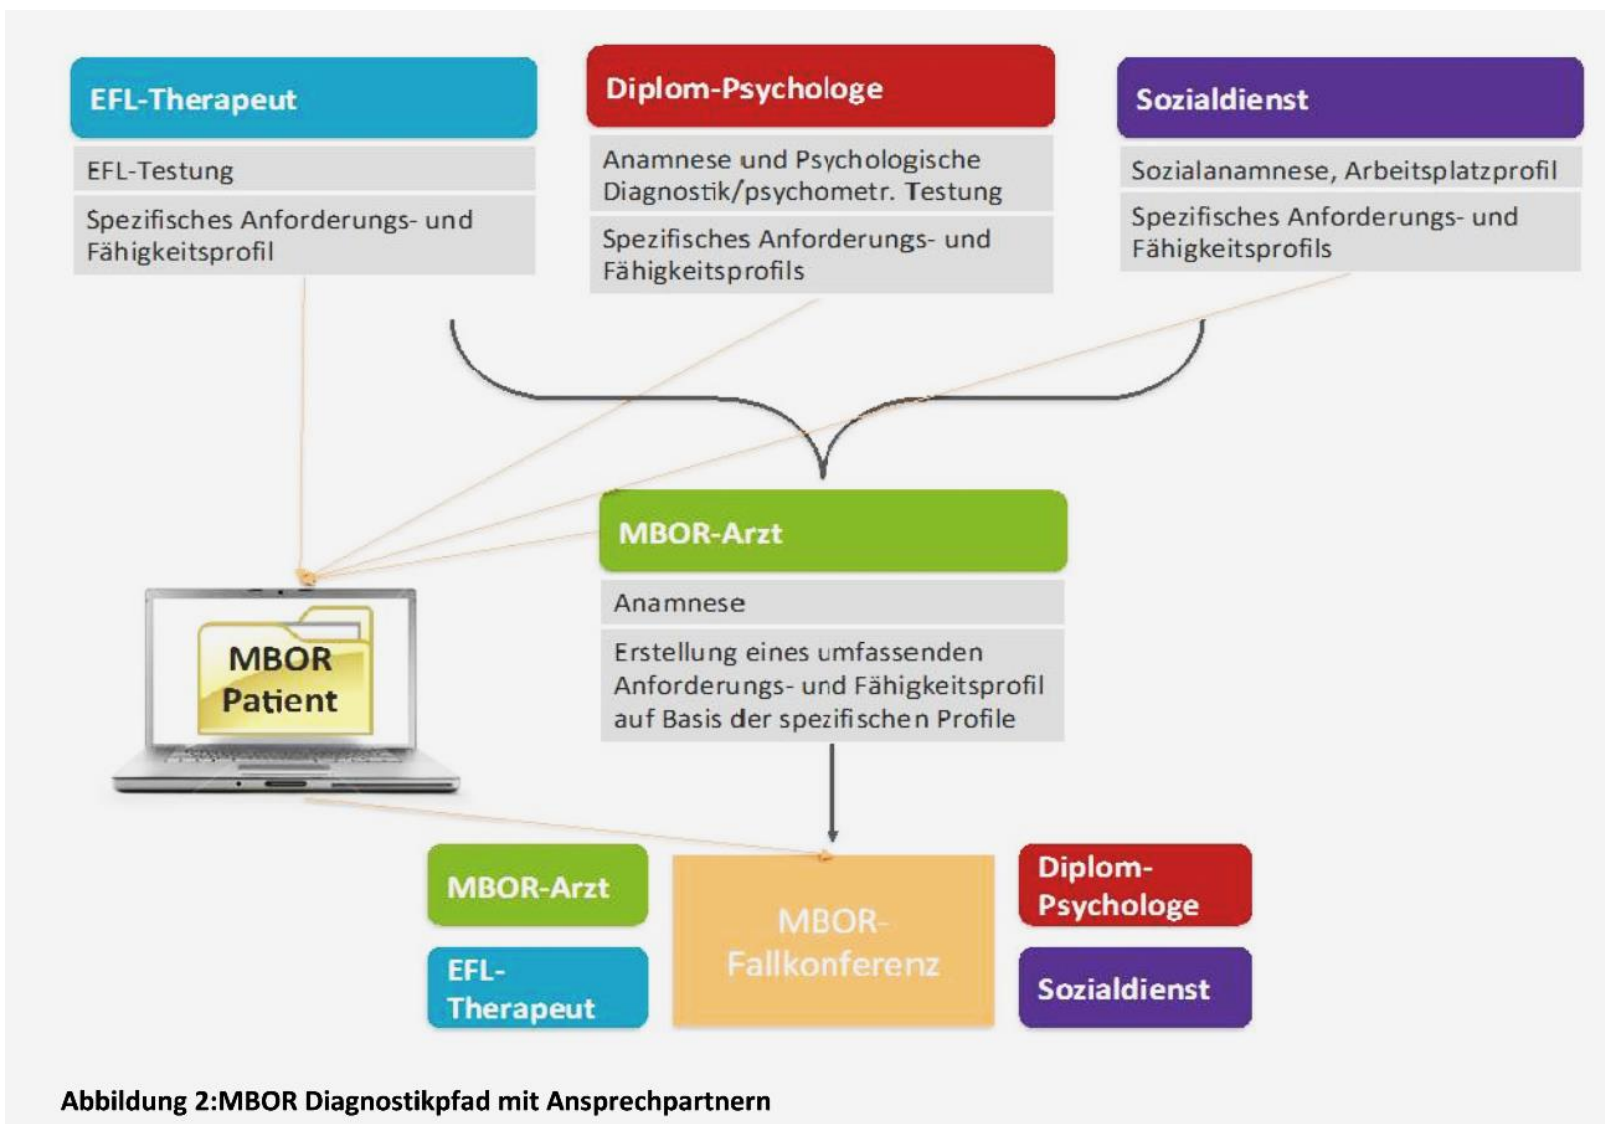 EFL-Therapeut
EFL-Testung
Spezifisches Anforderungs- und
Fähigkeitsprofil
Diplom-Psychologe
Anamnese und Psychologische
Diagnostik/psychometr. Testung
Spezifisches Anforderungs- und
Fähigkeitsprofils
Sozialdienst
Sozialanamnese, Arbeitsplatzprofil
Spezifisches Anforderungs- und
Fähigkeitsprofils
MBOR-Arzt
Anamnese
Erstellung eines umfassenden
Anforderungs- und Fähigkeitsprofil
auf Basis der spezifischen Profile
MBOR
Patient
MBOR-Arzt
EFL-
Therapeut
MBOR-
Fallkonferenz
Diplom-
Psychologe
Sozialdienst
Abbildung 2:MBOR Diagnostikpfad mit Ansprechpartnern